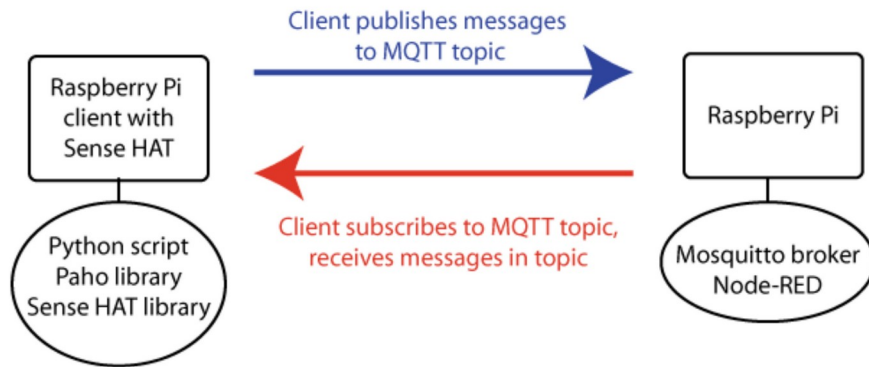 Client publishes messages
to MQTT topic
Raspberry Pi
client with
Sense HAT
Raspberry Pi
Client subscribes to MQTT topic,
receives messages in topic
Python script
Paho library
Sense HAT library
Mosquitto broker
Node-RED